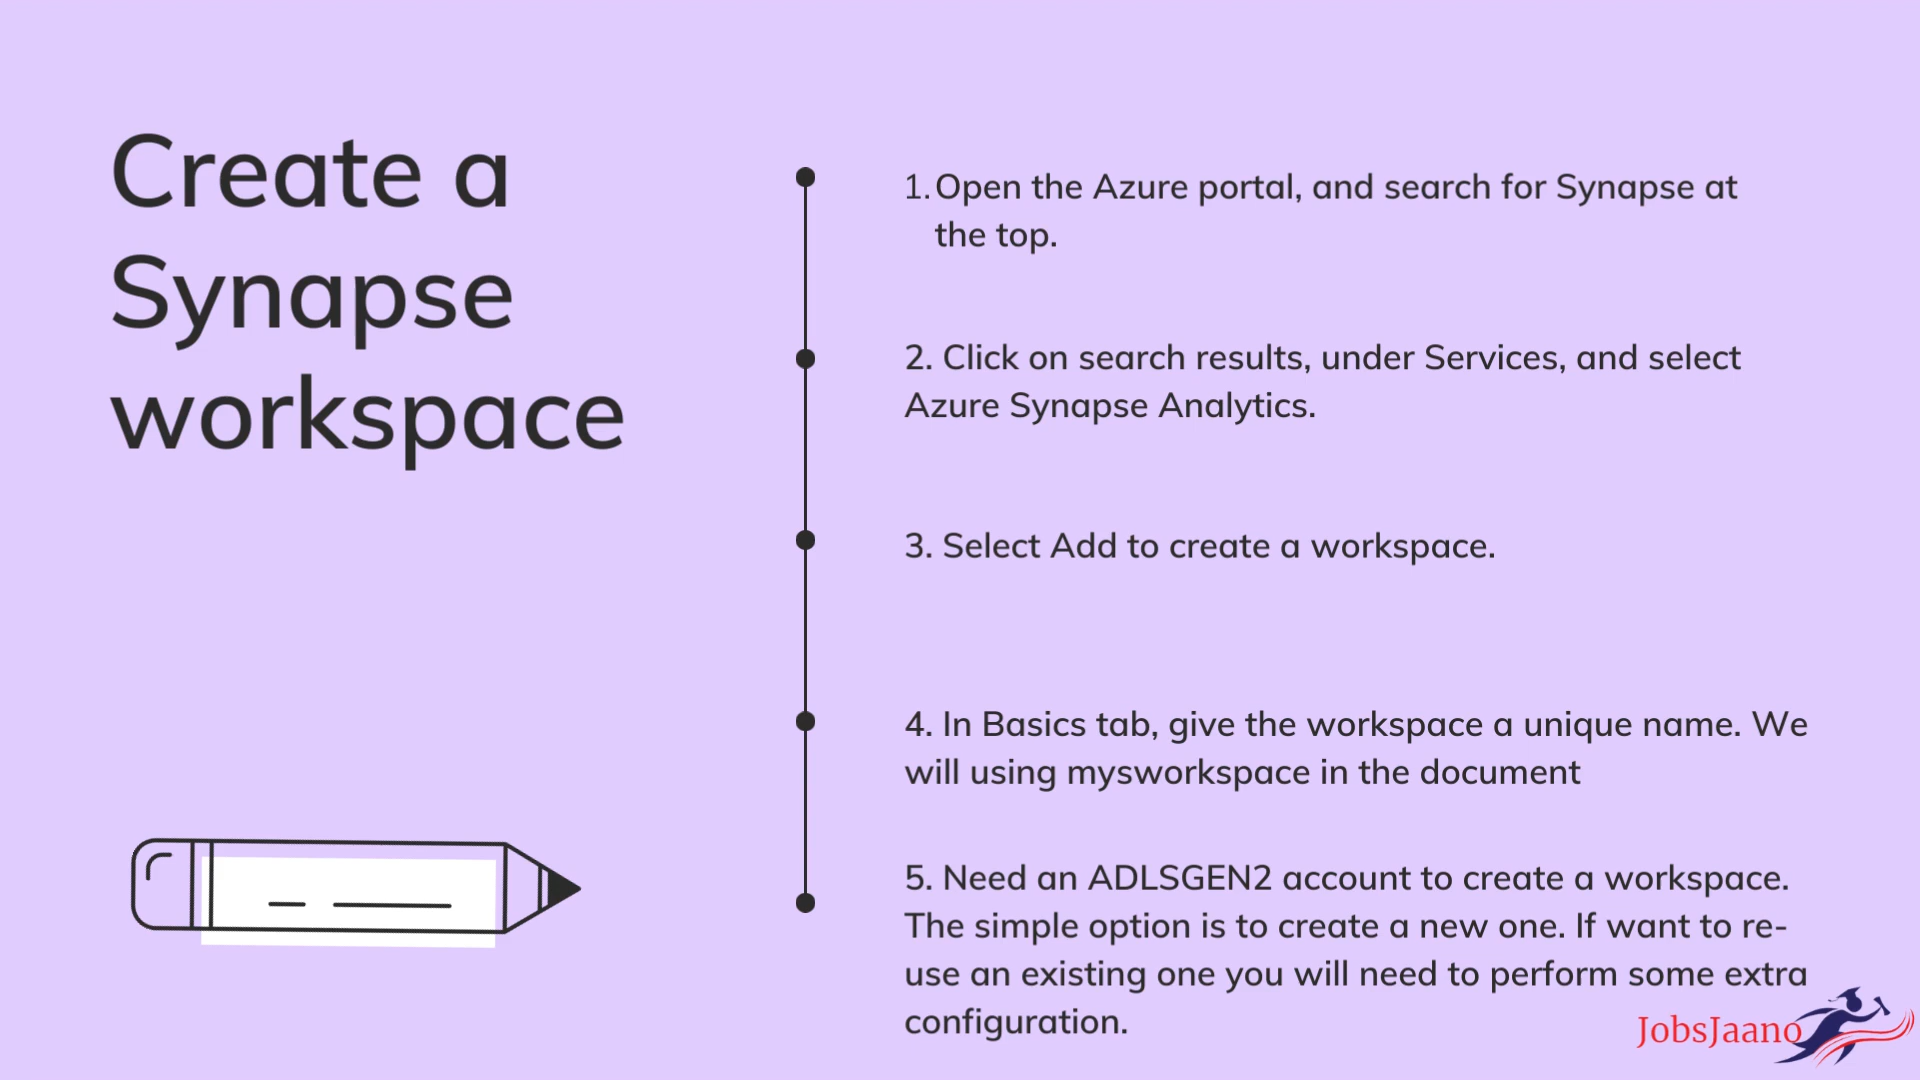 Create a
Synapse
workspace
1. Open the Azure portal, and search for Synapse at
the top.
2. Click on search results, under Services, and select
Azure Synapse Analytics.
3. Select Add to create a workspace.
4. In Basics tab, give the workspace a unique name. We
will using mysworkspace in the document
5. Need an ADLSGEN2 account to create a workspace.
The simple option is to create a new one. If want to re-
use an existing one you will need to perform some extra
configuration.
JobsJaano